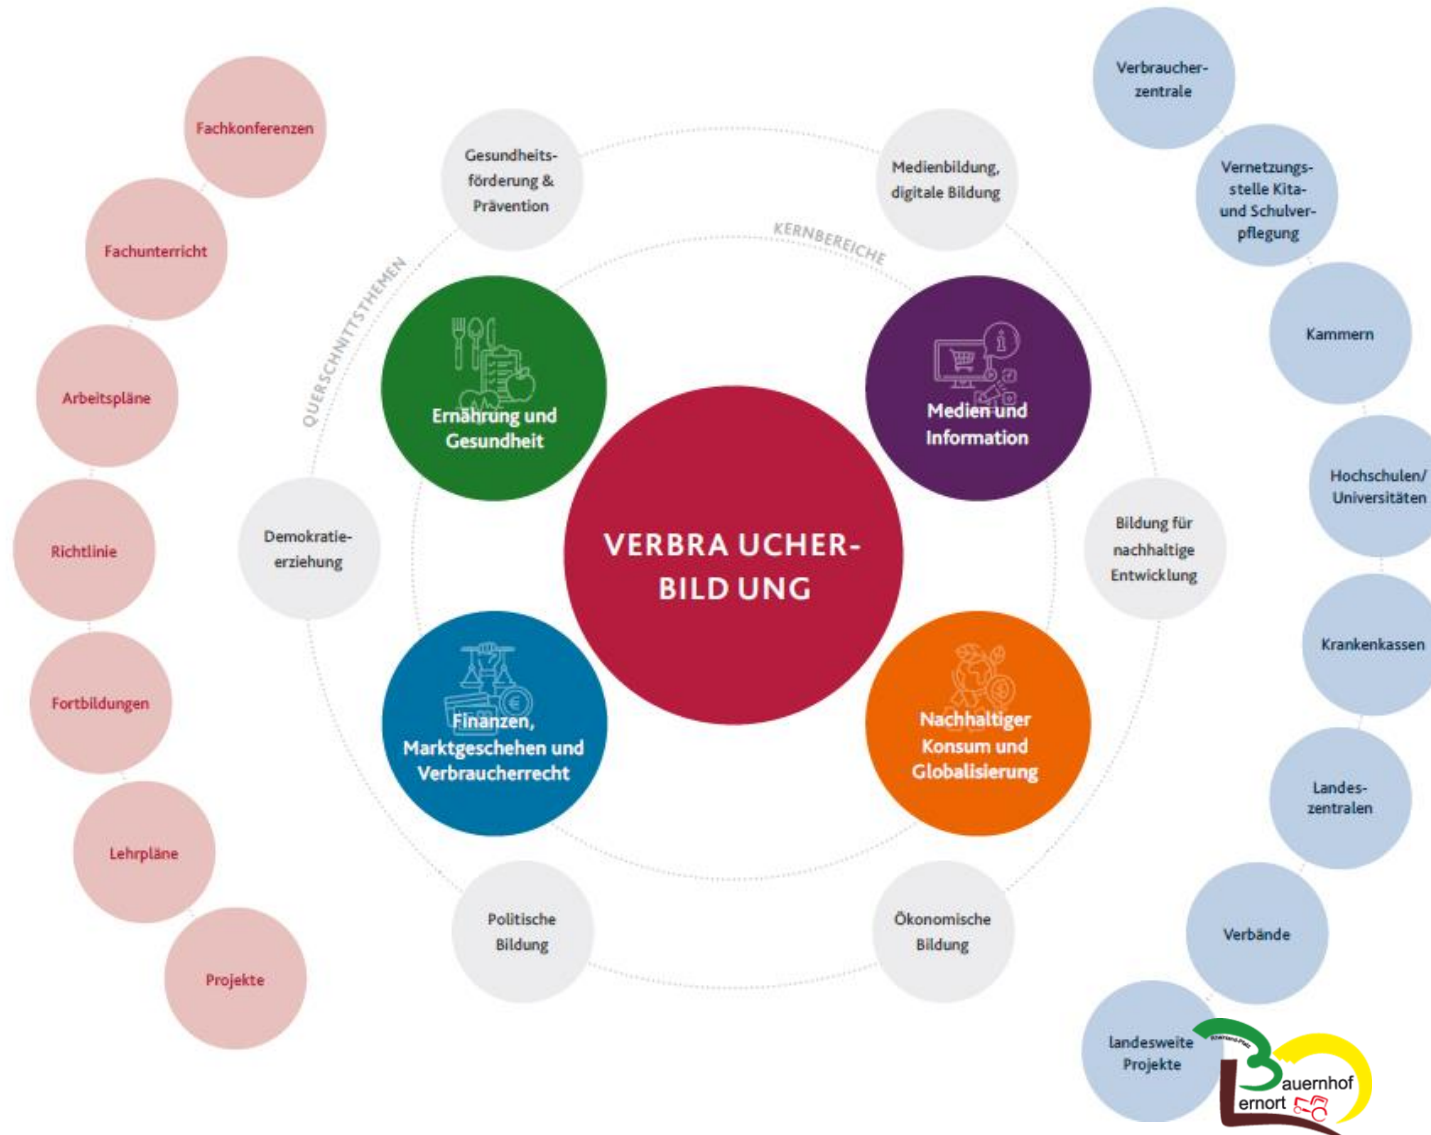 Fachkonferenzen
Fachunterricht
Arbeitspläne
Richtlinie
Fortbildungen
Lehrpläne
Projekte
QUERSCHNITTSTHEMEN
Gesundheits-
förderung &
Prävention
Medienbildung,
digitale Bildung
Demokratie-
erziehung
Bildung für
nachhaltige
Entwicklung
Politische
Bildung
Ökonomische
Bildung
KERNBEREICHE
Ernährung und
Gesundheit
Medien und
Information
VERBRA UCHER-
BILD UNG
Finanzen,
Marktgeschehen und
Verbraucherrecht
Nachhaltiger
Konsum und
Globalisierung
Verbraucher-
zentrale
Vernetzungs-
stelle Kita-
und Schulver-
pflegung
Kammern
Hochschulen/
Universitäten
Krankenkassen
Landes-
zentralen
Verbände
landesweite
Projekte
Rheinland-Pfalz
Bauernhof
Lernort